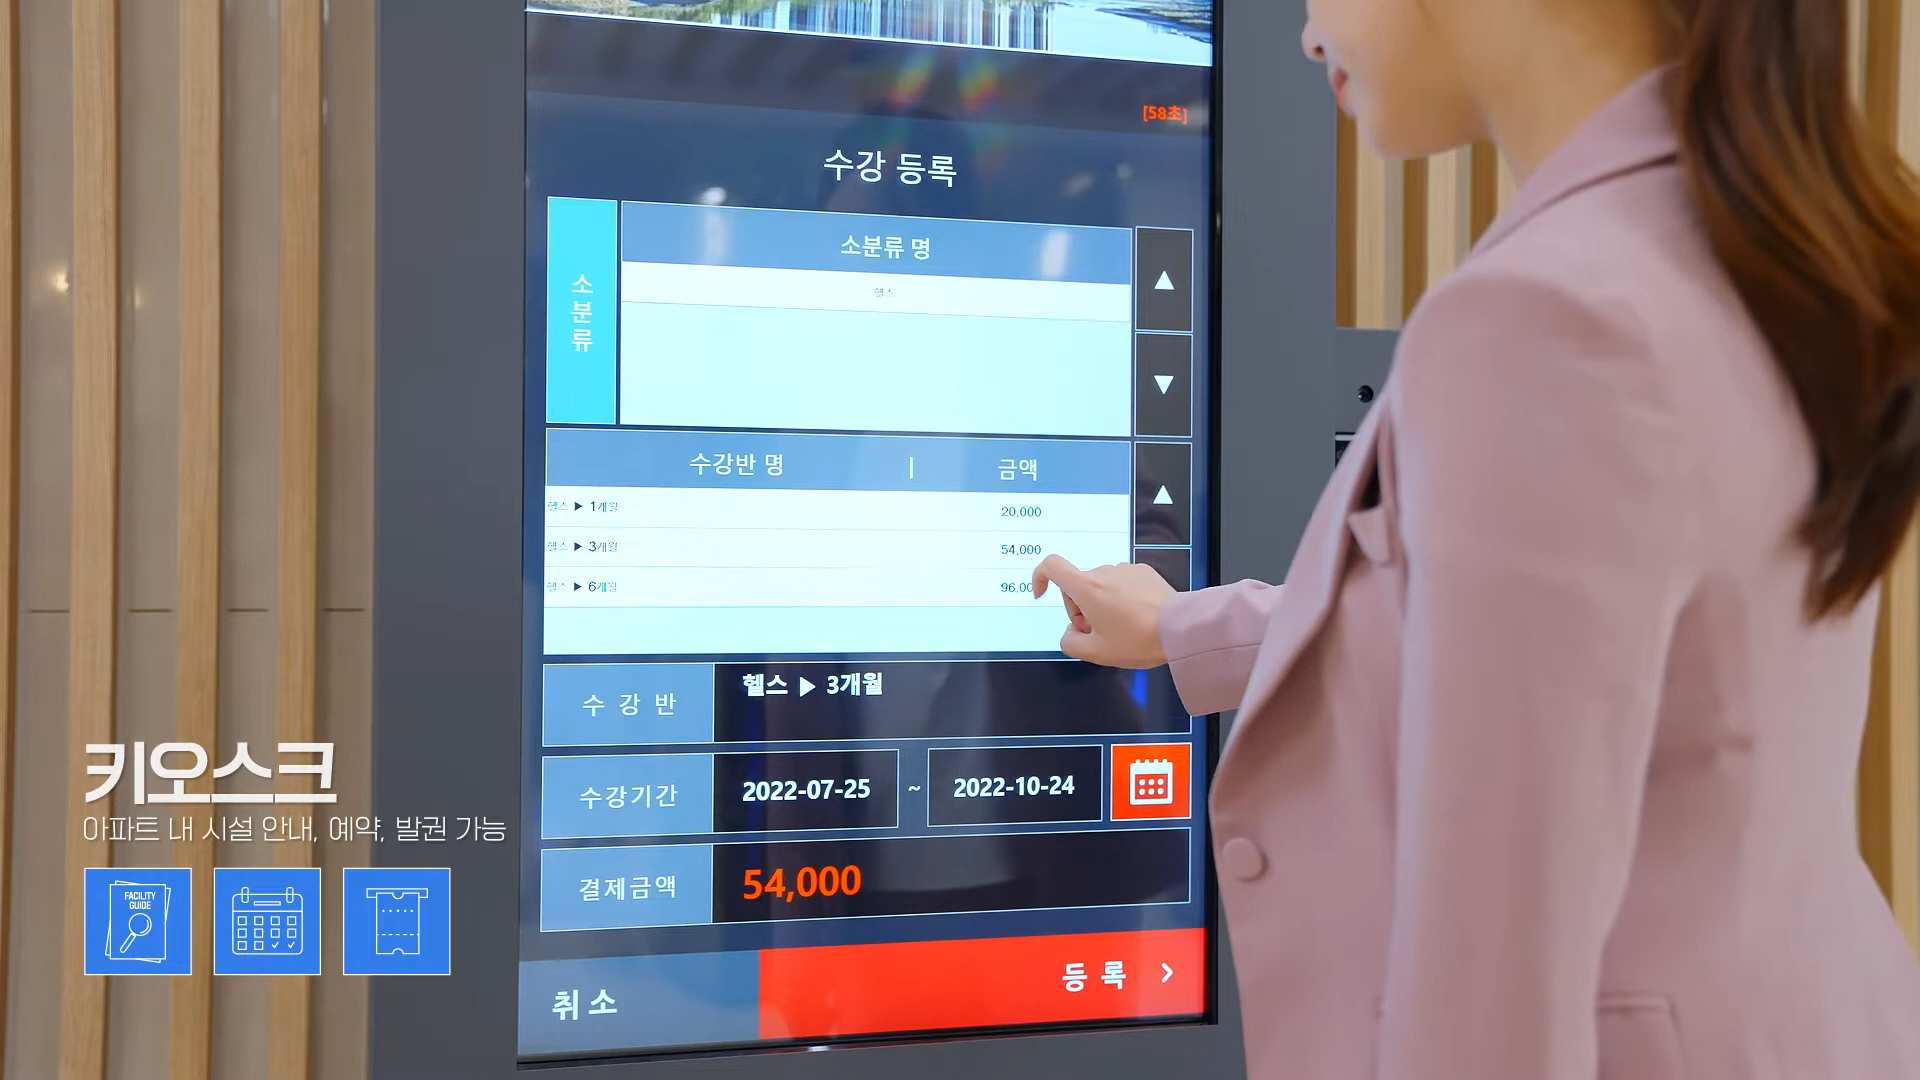 [58초]
수강 등록
소분류
소분류 명
헬스
▲
▼
수강반 명 | 금액
▲
헬스 ▶ 1개월 20,000
헬스 ▶ 3개월 54,000
헬스 ▶ 6개월 96,00
수 강 반 헬스 ▶ 3개월
수강기간 2022-07-25 ~ 2022-10-24
결제금액 54,000
취 소
등 록 >
키오스크
아파트 내 시설 안내, 예약, 발권 가능
FACILITY
GUIDE